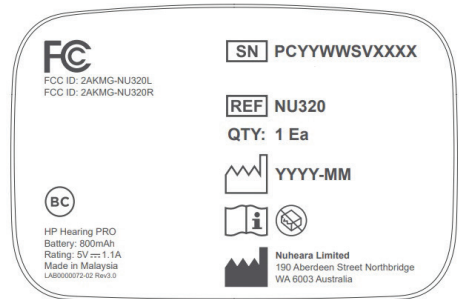 FCC
FCC ID: 2AKMG-NU320L
FCC ID: 2AKMG-NU320R
BC
HP Hearing PRO
Battery: 800mAh
Rating: 5V⎓1.1A
Made in Malaysia
LAB0000072-02 Rev3.0
SN PCYYWWSVXXXX
REF NU320
QTY: 1 Ea
YYYY-MM
i
Nuheara Limited
190 Aberdeen Street Northbridge
WA 6003 Australia